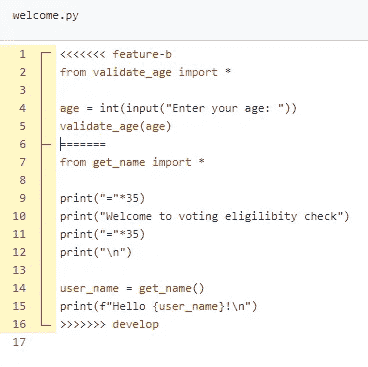 welcome.py
1 <<<<<<< feature-b
2 from validate_age import *
3
4 age = int(input("Enter your age: "))
5 validate_age(age)
6 =======
7 from get_name import *
8
9 print("="*35)
10 print("Welcome to voting eligilibity check")
11 print("="*35)
12 print("\n")
13
14 user_name = get_name()
15 print(f"Hello {user_name}!\n")
16 >>>>>>> develop
17